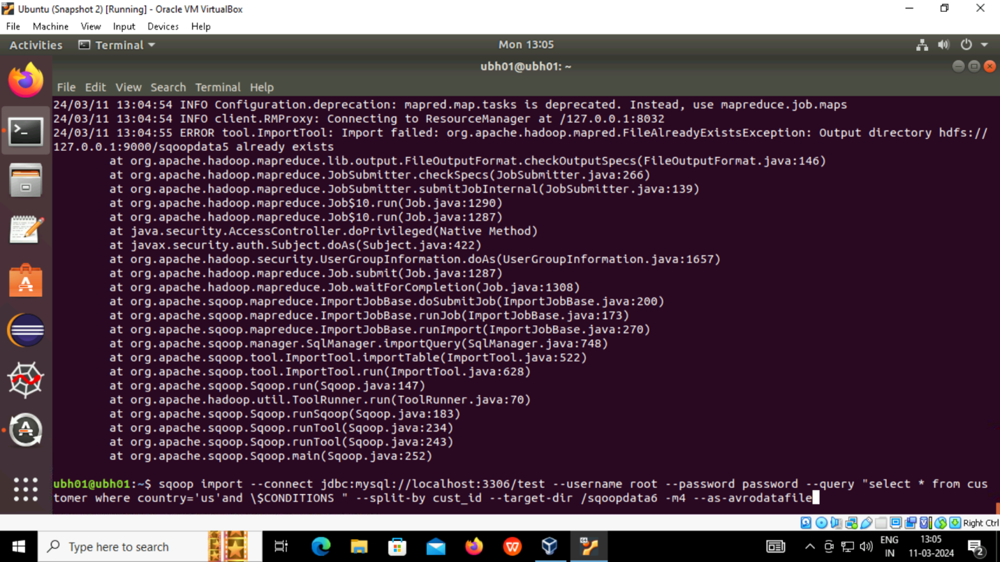 Ubuntu (Snapshot 2) [Running] - Oracle VM VirtualBox
File Machine View Input Devices Help
Activities Terminal Mon 13:05
ubh01@ubh01: ~
File Edit View Search Terminal Help
24/03/11 13:04:54 INFO Configuration.deprecation: mapred.map.tasks is deprecated. Instead, use mapreduce.job.maps
24/03/11 13:04:54 INFO client.RMProxy: Connecting to ResourceManager at /127.0.0.1:8032
24/03/11 13:04:55 ERROR tool.ImportTool: Import failed: org.apache.hadoop.mapred.FileAlreadyExistsException: Output directory hdfs://
127.0.0.1:9000/sqoopdata5 already exists
at org.apache.hadoop.mapreduce.lib.output.FileOutputFormat.checkOutputSpecs(FileOutputFormat.java:146)
at org.apache.hadoop.mapreduce.JobSubmitter.checkSpecs(JobSubmitter.java:266)
at org.apache.hadoop.mapreduce.JobSubmitter.submitJobInternal(JobSubmitter.java:139)
at org.apache.hadoop.mapreduce.Job$10.run(Job.java:1290)
at org.apache.hadoop.mapreduce.Job$10.run(Job.java:1287)
at java.security.AccessController.doPrivileged(Native Method)
at javax.security.auth.Subject.doAs(Subject.java:422)
at org.apache.hadoop.security.UserGroupInformation.doAs(UserGroupInformation.java:1657)
at org.apache.hadoop.mapreduce.Job.submit(Job.java:1287)
at org.apache.hadoop.mapreduce.Job.waitForCompletion(Job.java:1308)
at org.apache.sqoop.mapreduce.ImportJobBase.doSubmitJob(ImportJobBase.java:200)
at org.apache.sqoop.mapreduce.ImportJobBase.runJob(ImportJobBase.java:173)
at org.apache.sqoop.mapreduce.ImportJobBase.runImport(ImportJobBase.java:270)
at org.apache.sqoop.manager.SqlManager.importQuery(SqlManager.java:748)
at org.apache.sqoop.tool.ImportTool.importTable(ImportTool.java:522)
at org.apache.sqoop.tool.ImportTool.run(ImportTool.java:628)
at org.apache.sqoop.Sqoop.run(Sqoop.java:147)
at org.apache.hadoop.util.ToolRunner.run(ToolRunner.java:70)
at org.apache.sqoop.Sqoop.runSqoop(Sqoop.java:183)
at org.apache.sqoop.Sqoop.runTool(Sqoop.java:234)
at org.apache.sqoop.Sqoop.runTool(Sqoop.java:243)
at org.apache.sqoop.Sqoop.main(Sqoop.java:252)
ubh01@ubh01:~$ sqoop import --connect jdbc:mysql://localhost:3306/test --username root --password password --query "select * from cus
tomer where country='us'and \$CONDITIONS " --split-by cust_id --target-dir /sqoopdata6 -m4 --as-avrodatafile
Right Ctrl
Type here to search
ENG 13:05
IN 11-03-2024 2